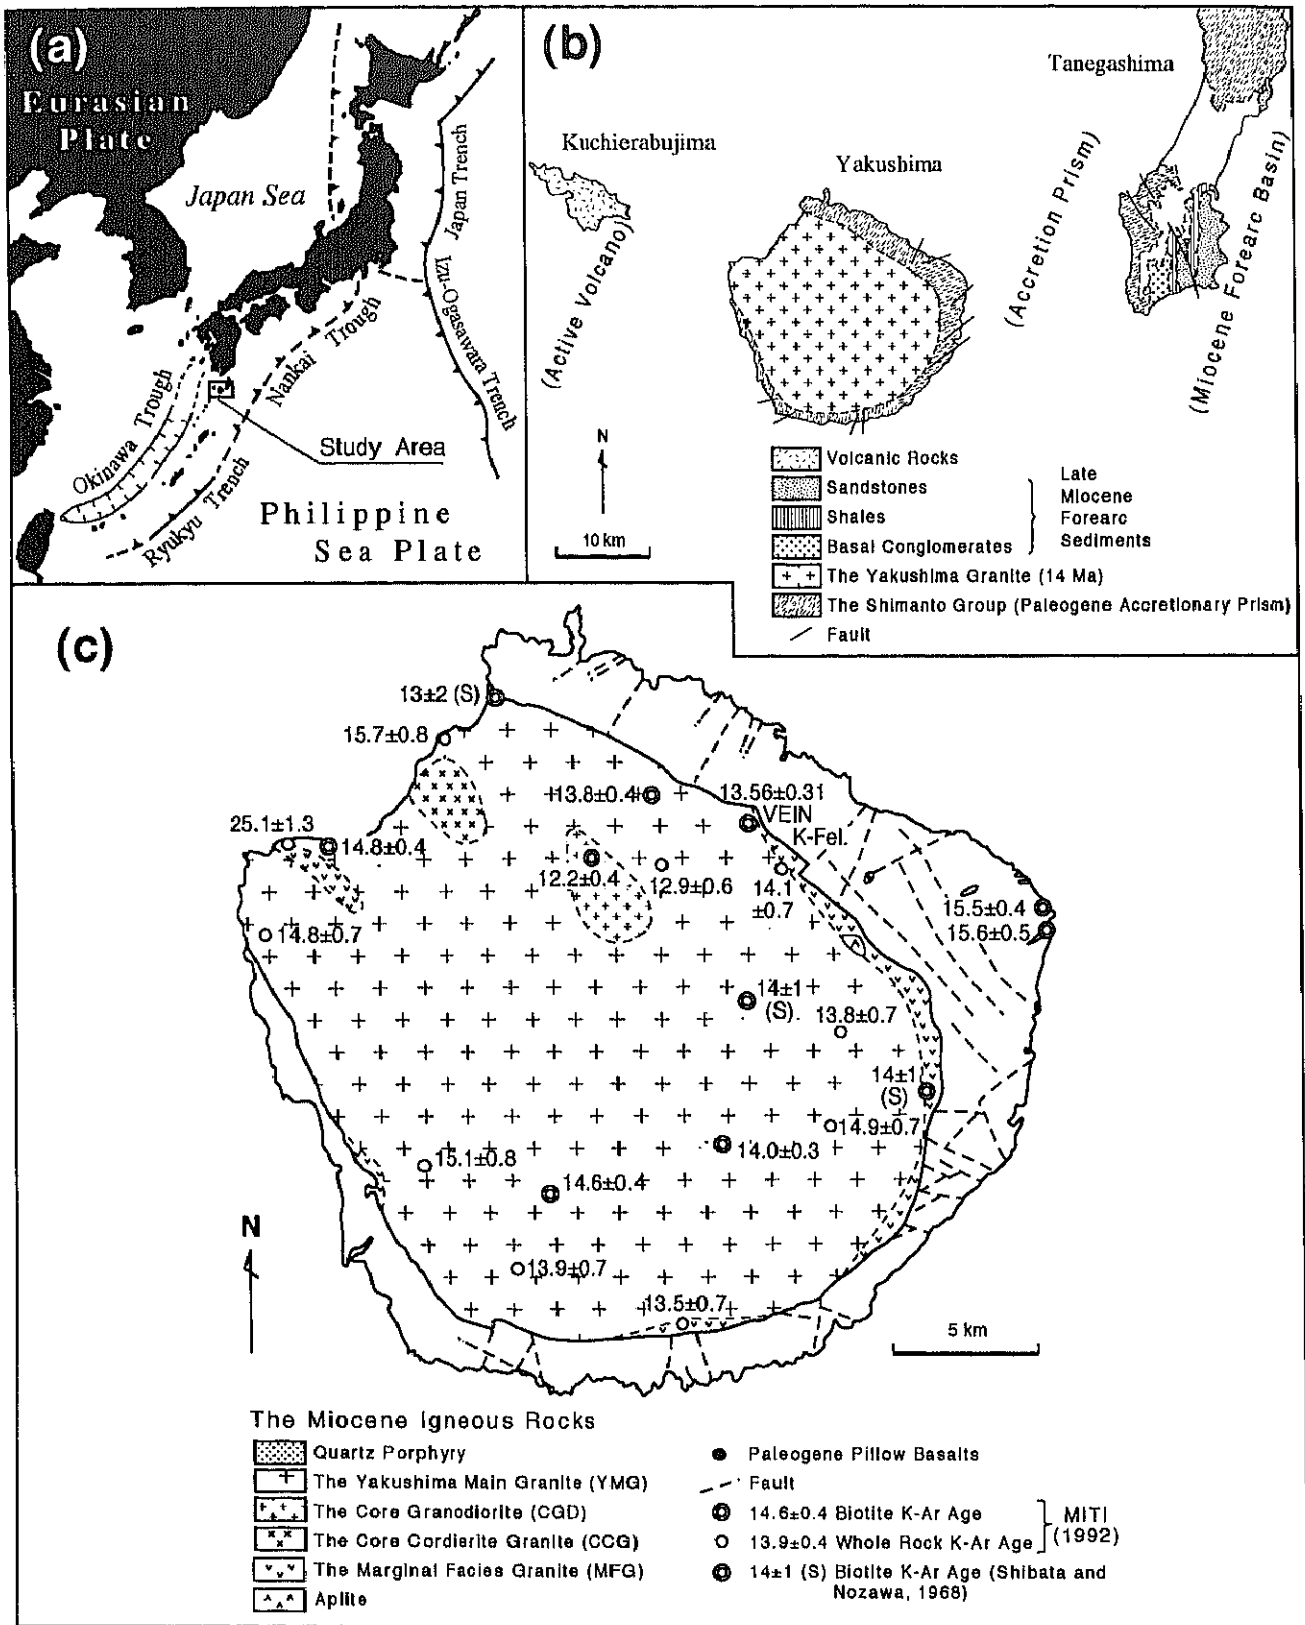 (a)
Eurasian
Plate
Japan Sea
Japan Trench
Izu-Ogasawara Trench
Nankai Trough
Okinawa Trough
Study Area
Ryukyu Trench
Philippine
Sea Plate
(b)
Tanegashima
Kuchierabujima
Yakushima
(Active Volcano)
(Accretion Prism)
(Miocene Forearc Basin)
N
10 km
Volcanic Rocks
Sandstones
Shales
Basal Conglomerates
Late
Miocene
Forearc
Sediments
The Yakushima Granite (14 Ma)
The Shimanto Group (Paleogene Accretionary Prism)
Fault
(c)
13±2 (S)
15.7±0.8
13.8±0.4
13.56±0.31
VEIN
K-Fel.
25.1±1.3
14.8±0.4
12.2±0.4
12.9±0.6
14.1
±0.7
15.5±0.4
15.6±0.5
14.8±0.7
14±1
(S)
13.8±0.7
14±1
(S)
14.9±0.7
14.0±0.3
15.1±0.8
14.6±0.4
N
13.9±0.7
13.5±0.7
5 km
The Miocene Igneous Rocks
Quartz Porphyry
The Yakushima Main Granite (YMG)
The Core Granodiorite (CGD)
The Core Cordierite Granite (CCG)
The Marginal Facies Granite (MFG)
Aplite
Paleogene Pillow Basalts
Fault
14.6±0.4 Biotite K-Ar Age
13.9±0.4 Whole Rock K-Ar Age
MITI
(1992)
14±1 (S) Biotite K-Ar Age (Shibata and
Nozawa, 1968)